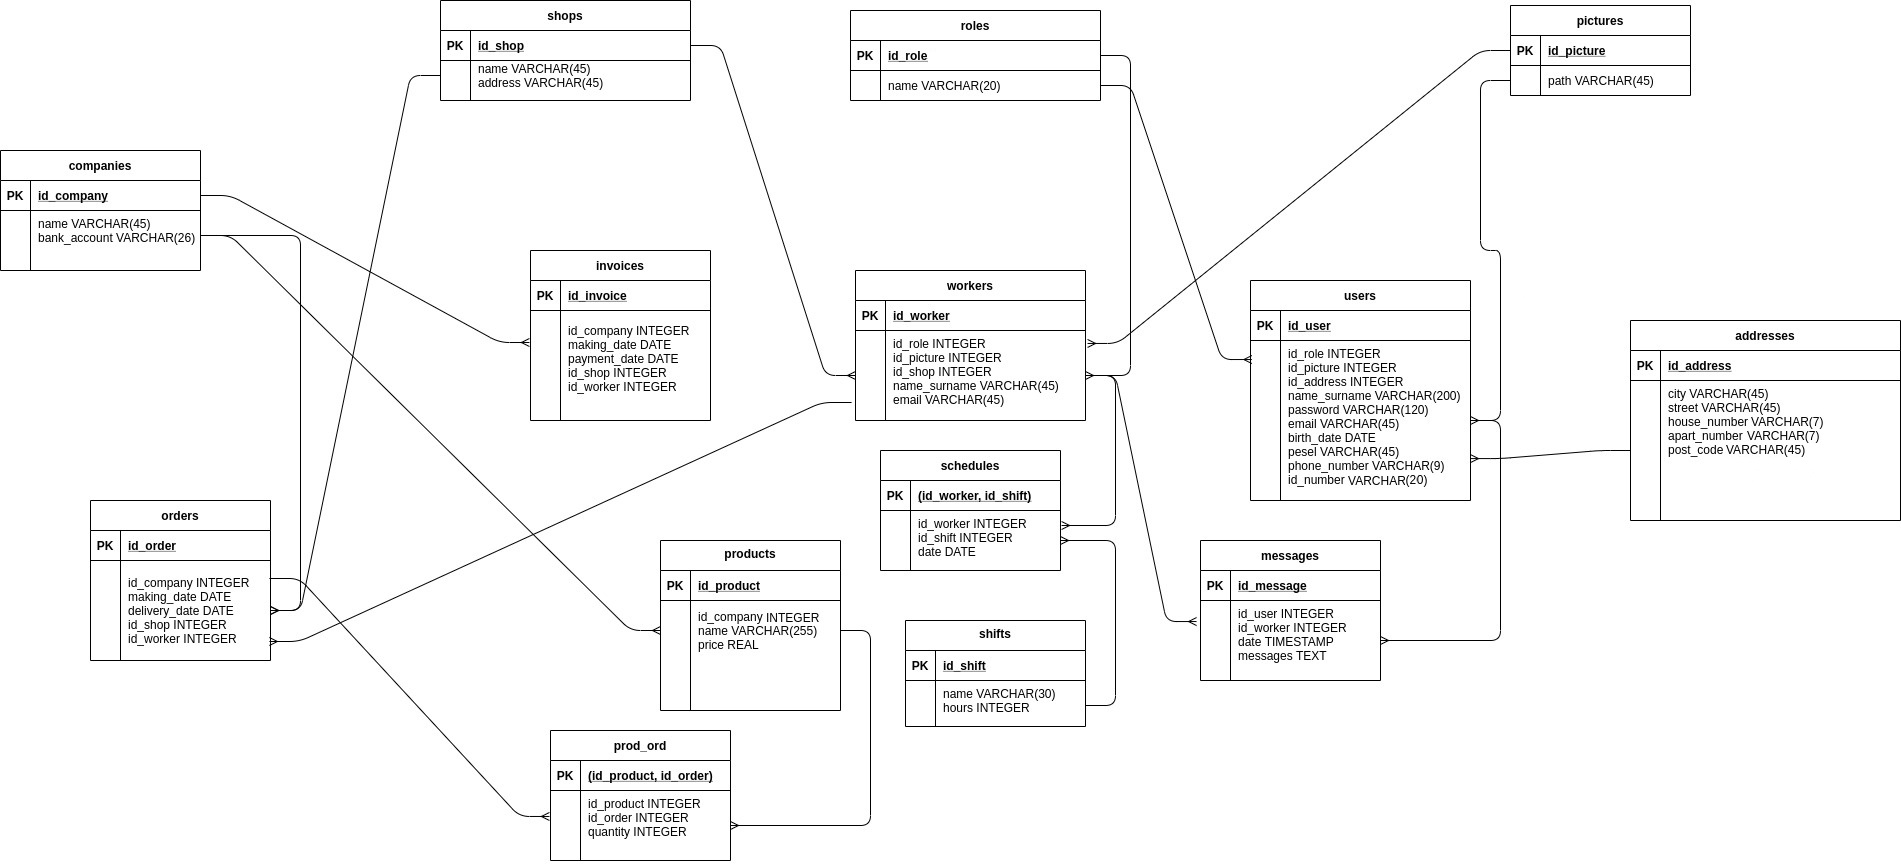 shops
PK id_shop
name VARCHAR(45)
address VARCHAR(45)
roles
PK id_role
name VARCHAR(20)
pictures
PK id_picture
path VARCHAR(45)
companies
PK id_company
name VARCHAR(45)
bank_account VARCHAR(26)
invoices
PK id_invoice
id_company INTEGER
making_date DATE
payment_date DATE
id_shop INTEGER
id_worker INTEGER
workers
PK id_worker
id_role INTEGER
id_picture INTEGER
id_shop INTEGER
name_surname VARCHAR(45)
email VARCHAR(45)
users
PK id_user
id_role INTEGER
id_picture INTEGER
id_address INTEGER
name_surname VARCHAR(200)
password VARCHAR(120)
email VARCHAR(45)
birth_date DATE
pesel VARCHAR(45)
phone_number VARCHAR(9)
id_number VARCHAR(20)
addresses
PK id_address
city VARCHAR(45)
street VARCHAR(45)
house_number VARCHAR(7)
apart_number VARCHAR(7)
post_code VARCHAR(45)
schedules
PK (id_worker, id_shift)
id_worker INTEGER
id_shift INTEGER
date DATE
orders
PK id_order
id_company INTEGER
making_date DATE
delivery_date DATE
id_shop INTEGER
id_worker INTEGER
products
PK id_product
id_company INTEGER
name VARCHAR(255)
price REAL
messages
PK id_message
id_user INTEGER
id_worker INTEGER
date TIMESTAMP
messages TEXT
shifts
PK id_shift
name VARCHAR(30)
hours INTEGER
prod_ord
PK (id_product, id_order)
id_product INTEGER
id_order INTEGER
quantity INTEGER